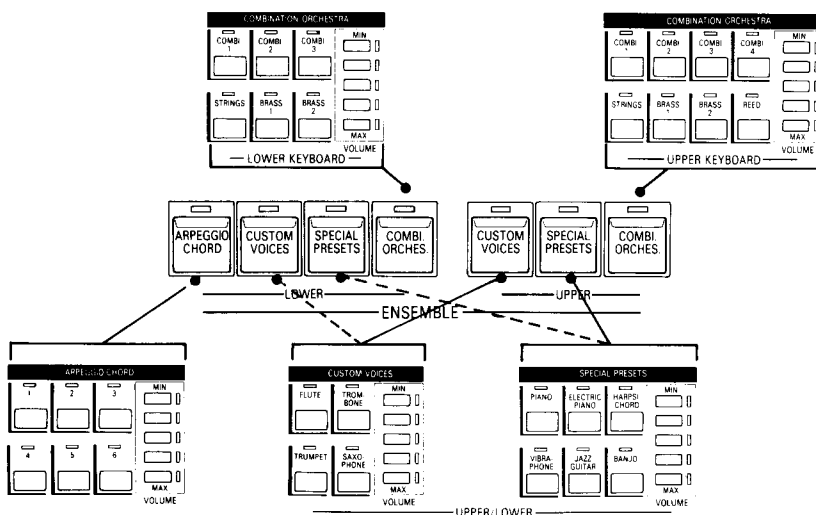 COMBINATION ORCHESTRA
COMBI 1
COMBI 2
COMBI 3
MIN
STRINGS
BRASS 1
BRASS 2
MAX
VOLUME
LOWER KEYBOARD
COMBINATION ORCHESTRA
COMBI 1
COMBI 2
COMBI 3
COMBI 4
MIN
STRINGS
BRASS 1
BRASS 2
REED
MAX
VOLUME
UPPER KEYBOARD
ARPEGGIO
CHORD
CUSTOM
VOICES
SPECIAL
PRESETS
COMBI.
ORCHES.
CUSTOM
VOICES
SPECIAL
PRESETS
COMBI.
ORCHES.
LOWER
UPPER
ENSEMBLE
ARPEGGIO CHORD
1
2
3
MIN
4
5
6
MAX
VOLUME
CUSTOM VOICES
FLUTE
TROM-
BONE
MIN
TRUMPET
SAXO-
PHONE
MAX
VOLUME
SPECIAL PRESETS
PIANO
ELECTRIC
PIANO
HARPSI
CHORD
MIN
VIBRA-
PHONE
JAZZ
GUITAR
BANJO
MAX
VOLUME
UPPER/LOWER